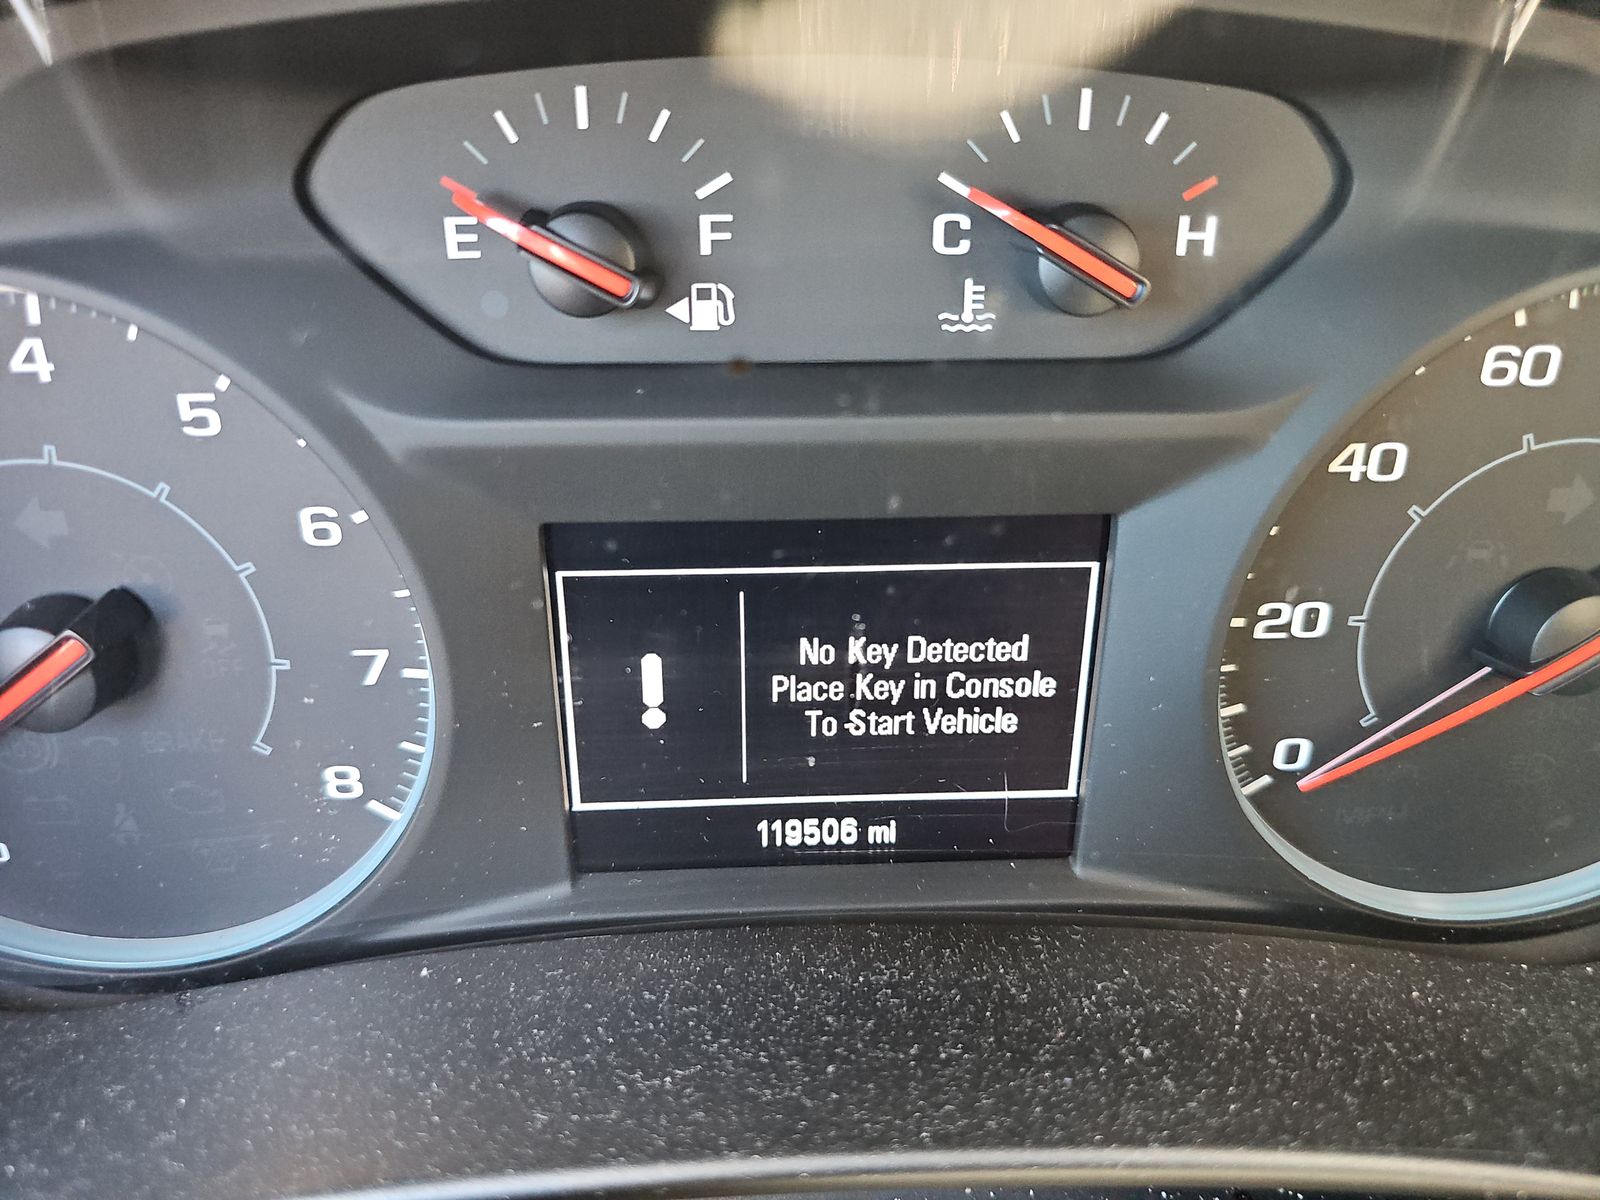 E F
C H
4
5
6
7
8
60
40
20
0
No Key Detected
Place Key in Console
To Start Vehicle
119506 mi